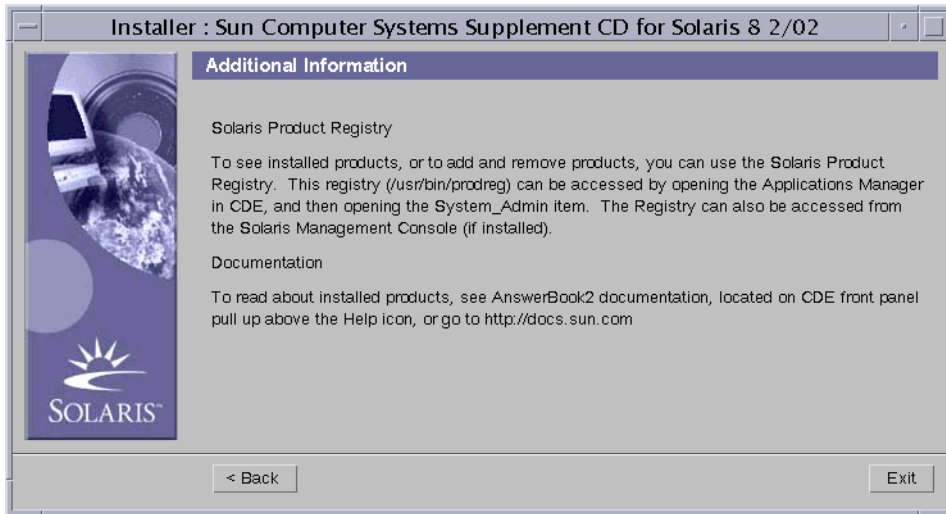 Installer : Sun Computer Systems Supplement CD for Solaris 8 2/02
Additional Information
Solaris Product Registry
To see installed products, or to add and remove products, you can use the Solaris Product
Registry. This registry (/usr/bin/prodreg) can be accessed by opening the Applications Manager
in CDE, and then opening the System_Admin item. The Registry can also be accessed from
the Solaris Management Console (if installed).
Documentation
To read about installed products, see AnswerBook2 documentation, located on CDE front panel
pull up above the Help icon, or go to http://docs.sun.com
SOLARIS™
< Back
Exit